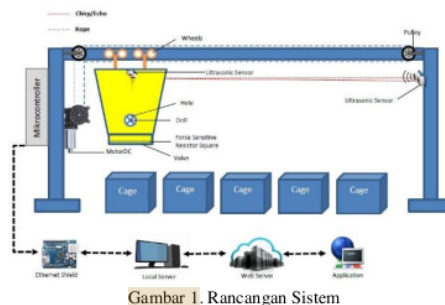 Chirp/Echo
Rope
Wheels
Pulley
Ultrasonic Sensor
Ultrasonic Sensor
Mikrocontroller
Hole
Drill
Force Sensitive
Resistor Square
Valve
MotorDC
Cage
Cage
Cage
Cage
Cage
Ethernet Shield
Local Server
Web Server
Application
Gambar 1. Rancangan Sistem